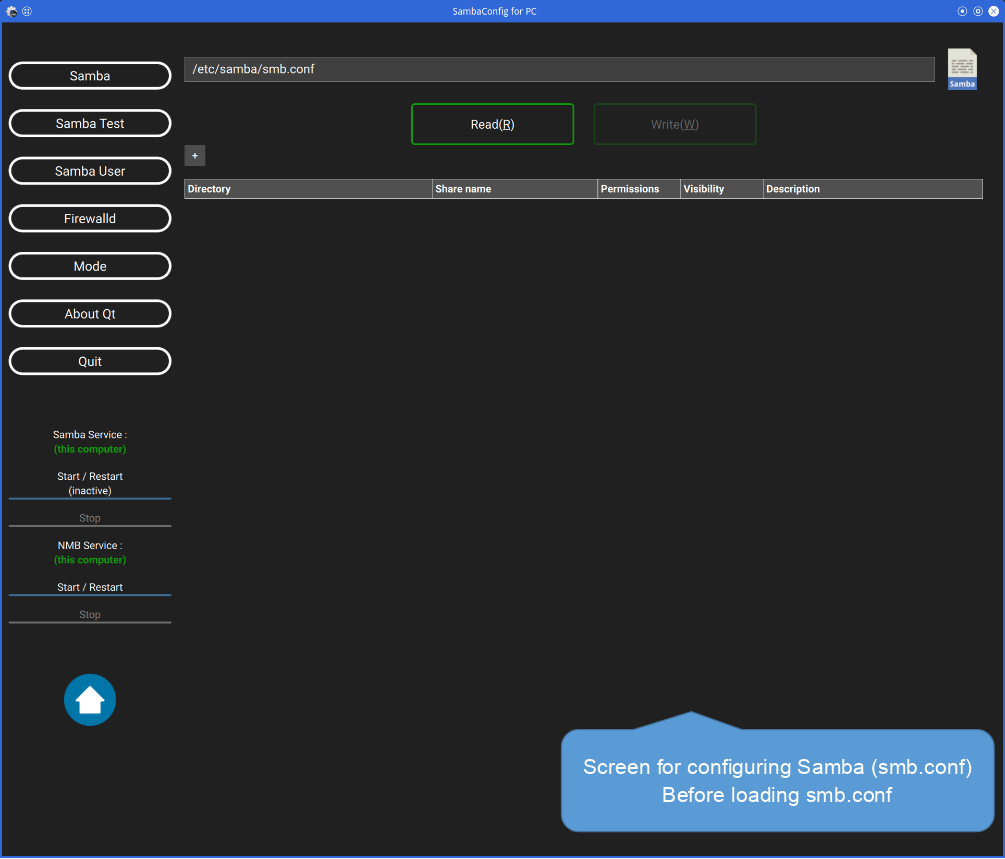 SambaConfig for PC
/etc/samba/smb.conf
Samba
Read(R)
Write(W)
+
Directory Share name Permissions Visibility Description
Samba
Samba Test
Samba User
Firewalld
Mode
About Qt
Quit
Samba Service :
(this computer)
Start / Restart
(inactive)
Stop
NMB Service :
(this computer)
Start / Restart
Stop
Screen for configuring Samba (smb.conf)
Before loading smb.conf